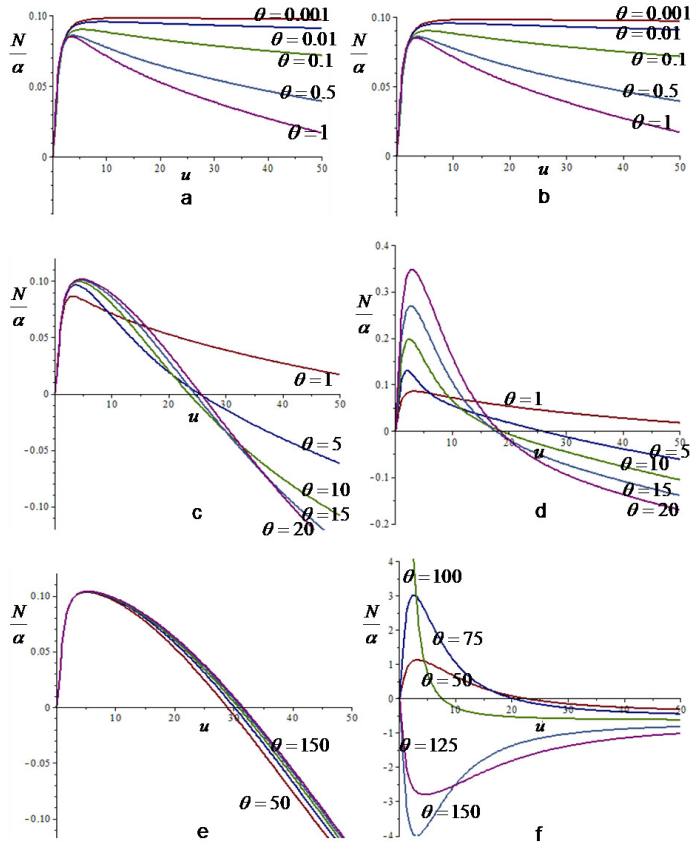 N/α
0.10
0.05
0
10
20
30
40
50
u
θ = 0.001
θ = 0.01
θ = 0.1
θ = 0.5
θ = 1
a
N/α
0.10
0.05
0
10
20
30
40
50
u
θ = 0.001
θ = 0.01
θ = 0.1
θ = 0.5
θ = 1
b
N/α
0.10
0.05
0
-0.05
-0.10
10
20
30
40
50
u
θ = 1
θ = 5
θ = 10
θ = 15
θ = 20
c
N/α
0.4
0.3
0.2
0.1
0
-0.1
-0.2
10
20
30
40
50
u
θ = 1
θ = 5
θ = 10
θ = 15
θ = 20
d
N/α
0.10
0.05
0
-0.05
-0.10
10
20
30
40
50
u
θ = 150
θ = 50
e
N/α
4
3
2
1
0
-1
-2
-3
-4
10
20
30
40
50
u
θ = 100
θ = 75
θ = 50
θ = 125
θ = 150
f